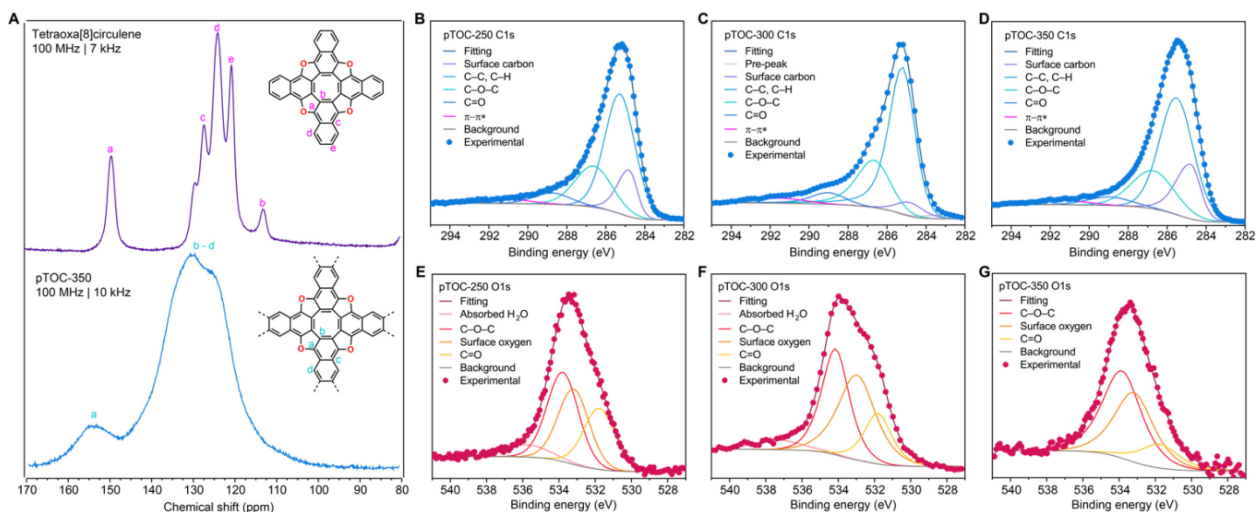 A
Tetraoxa[8]circulene
100 MHz | 7 kHz
a
c
d
e
b
O
O
O
O
b
a
c
d
e
pTOC-350
100 MHz | 10 kHz
a
b - d
O
O
O
O
b
a
c
d
170 160 150 140 130 120 110 100 90 80
Chemical shift (ppm)
B
pTOC-250 C1s
Fitting
Surface carbon
C–C, C–H
C–O–C
C=O
π–π*
Background
Experimental
294 292 290 288 286 284 282
Binding energy (eV)
C
pTOC-300 C1s
Fitting
Pre-peak
Surface carbon
C–C, C–H
C–O–C
C=O
π–π*
Background
Experimental
294 292 290 288 286 284 282
Binding energy (eV)
D
pTOC-350 C1s
Fitting
Surface carbon
C–C, C–H
C–O–C
C=O
π–π*
Background
Experimental
294 292 290 288 286 284 282
Binding energy (eV)
E
pTOC-250 O1s
Fitting
Absorbed H₂O
C–O–C
Surface oxygen
C=O
Background
Experimental
540 538 536 534 532 530 528
Binding energy (eV)
F
pTOC-300 O1s
Fitting
Absorbed H₂O
C–O–C
Surface oxygen
C=O
Background
Experimental
540 538 536 534 532 530 528
Binding energy (eV)
G
pTOC-350 O1s
Fitting
C–O–C
Surface oxygen
C=O
Background
Experimental
540 538 536 534 532 530 528
Binding energy (eV)